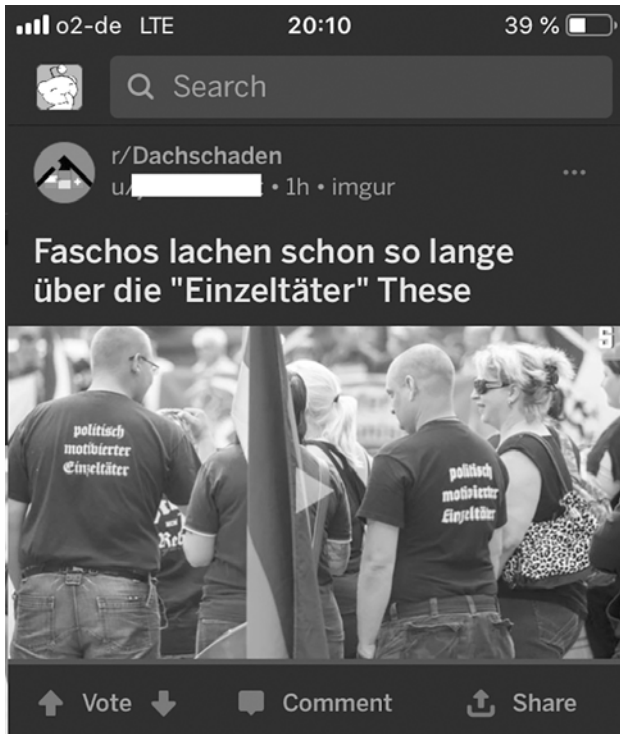 o2-de LTE 20:10 39 %
Search
r/Dachschaden
u/ • 1h • imgur
Faschos lachen schon so lange
über die "Einzeltäter" These
politisch
motivierter
Einzeltäter
politisch
motivierter
Einzeltäter
Vote Comment Share